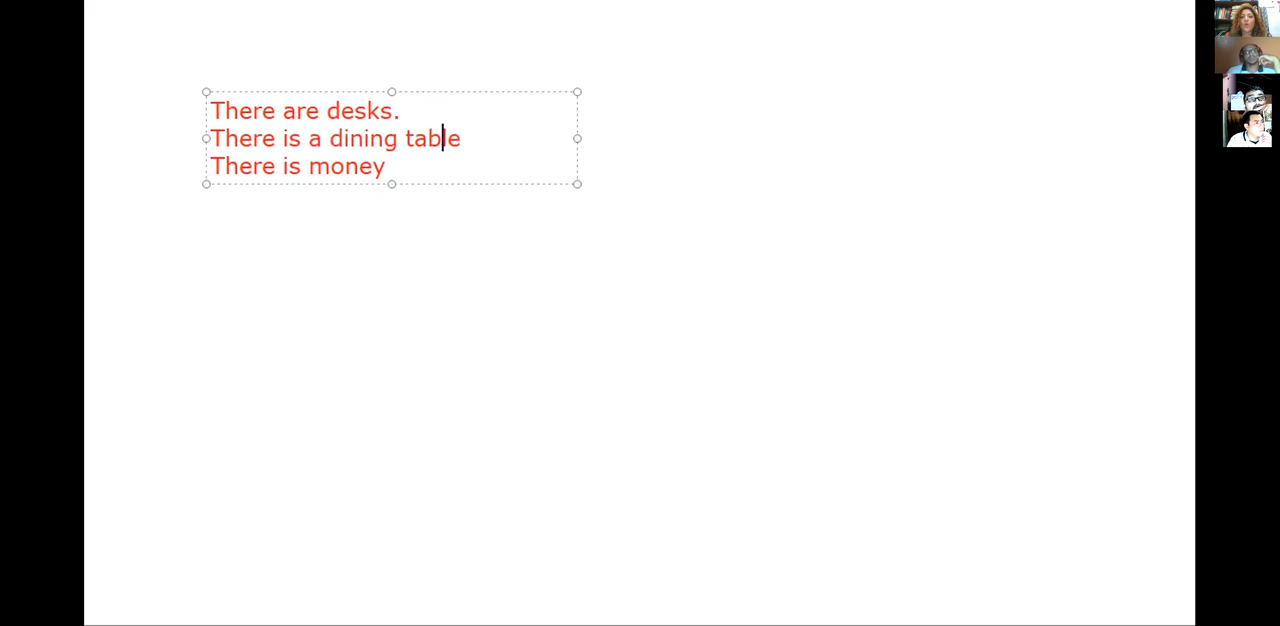 There are desks.
There is a dining table
There is money